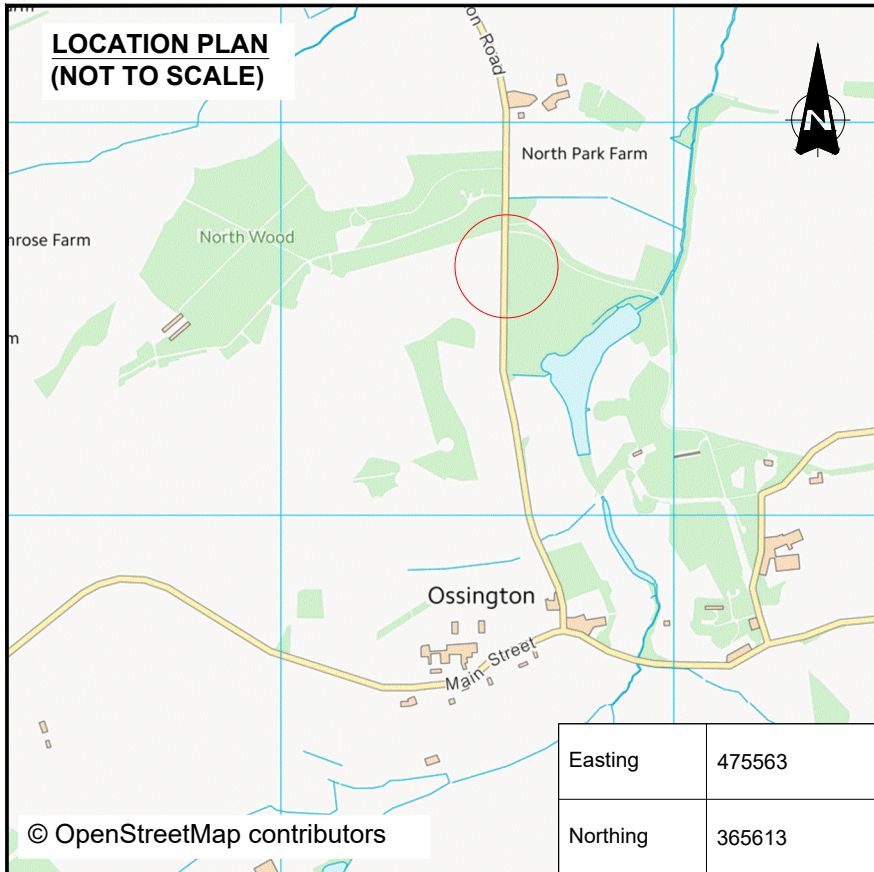 LOCATION PLAN
(NOT TO SCALE)
on Road
N
North Park Farm
North Wood
nrose Farm
m
Ossington
Main Street
Easting 475563
Northing 365613
© OpenStreetMap contributors